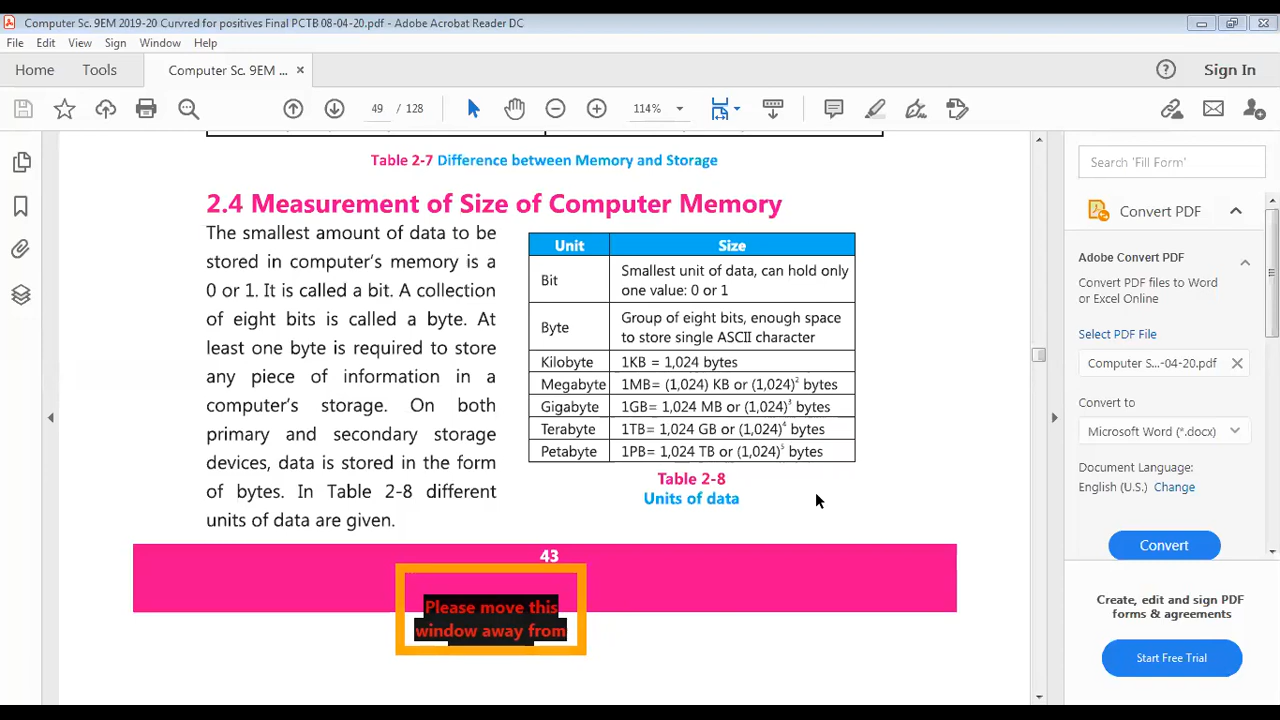 Computer Sc. 9EM 2019-20 Curvred for positives Final PCTB 08-04-20.pdf - Adobe Acrobat Reader DC
File Edit View Sign Window Help
Home Tools Computer Sc. 9EM ... × Sign In
49 / 128 114%
Table 2-7 Difference between Memory and Storage
2.4 Measurement of Size of Computer Memory
The smallest amount of data to be
stored in computer's memory is a
0 or 1. It is called a bit. A collection
of eight bits is called a byte. At
least one byte is required to store
any piece of information in a
computer's storage. On both
primary and secondary storage
devices, data is stored in the form
of bytes. In Table 2-8 different
units of data are given.
Unit Size
Bit Smallest unit of data, can hold only
one value: 0 or 1
Byte Group of eight bits, enough space
to store single ASCII character
Kilobyte 1KB = 1,024 bytes
Megabyte 1MB= (1,024) KB or (1,024)² bytes
Gigabyte 1GB= 1,024 MB or (1,024)³ bytes
Terabyte 1TB= 1,024 GB or (1,024)⁴ bytes
Petabyte 1PB= 1,024 TB or (1,024)⁵ bytes
Table 2-8
Units of data
43
Please move this
window away from
Search 'Fill Form'
Convert PDF
Adobe Convert PDF
Convert PDF files to Word
or Excel Online
Select PDF File
Computer S...-04-20.pdf
Convert to
Microsoft Word (*.docx)
Document Language:
English (U.S.) Change
Convert
Create, edit and sign PDF
forms & agreements
Start Free Trial